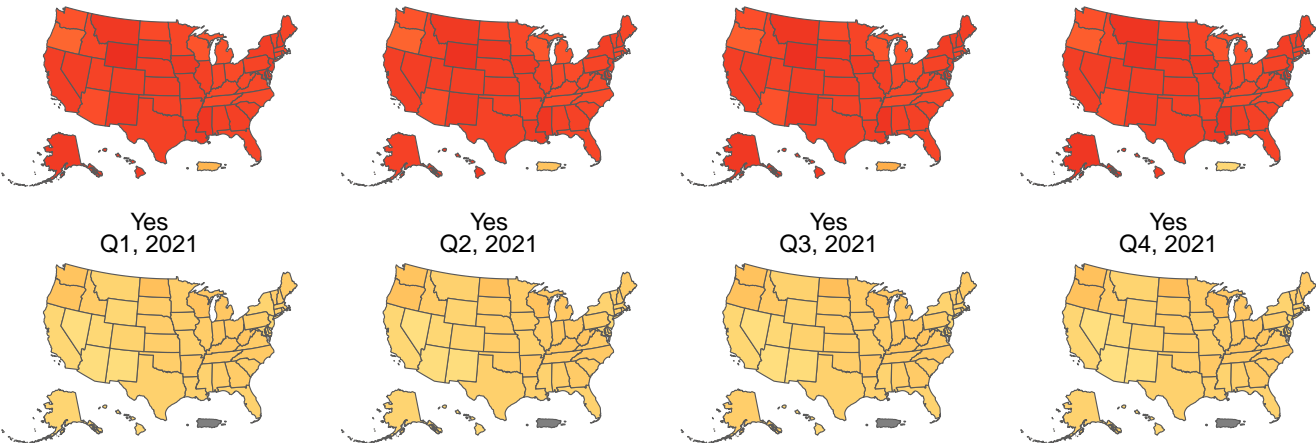 Yes
Q1, 2021
Yes
Q2, 2021
Yes
Q3, 2021
Yes
Q4, 2021